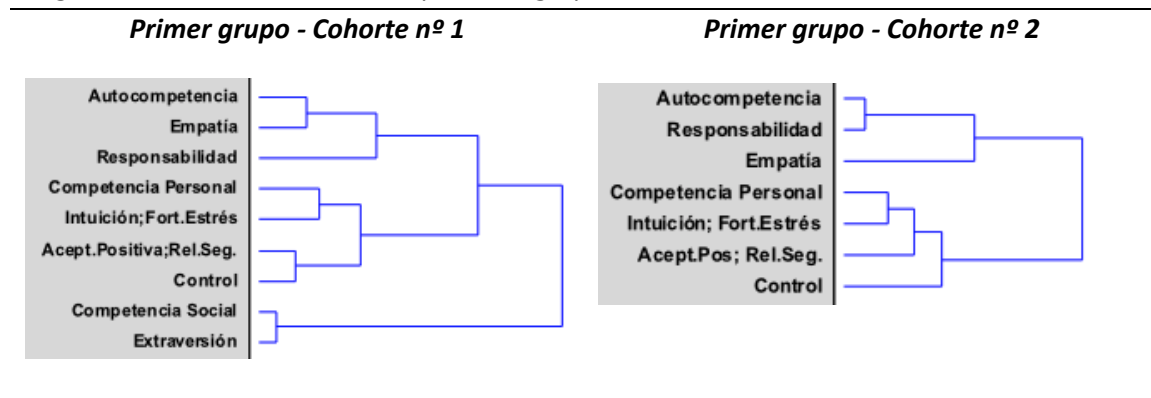 Primer grupo - Cohorte nº 1
Autocompetencia
Empatía
Responsabilidad
Competencia Personal
Intuición;Fort.Estrés
Acept.Positiva;Rel.Seg.
Control
Competencia Social
Extraversión
Primer grupo - Cohorte nº 2
Autocompetencia
Responsabilidad
Empatía
Competencia Personal
Intuición; Fort.Estrés
Acept.Pos; Rel.Seg.
Control